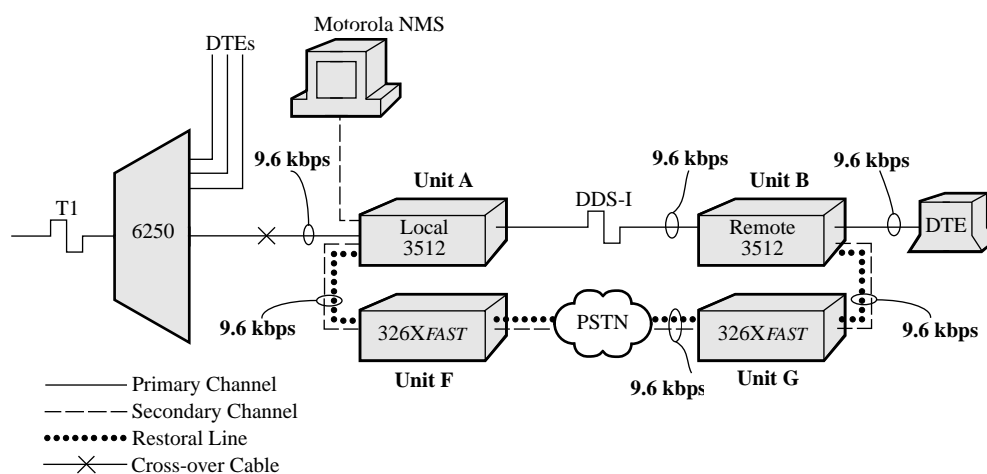 Motorola NMS
DTEs
9.6 kbps
9.6 kbps
9.6 kbps
Unit A
Unit B
T1
DDS-I
6250
Local
3512
Remote
3512
DTE
9.6 kbps
9.6 kbps
326XFAST
PSTN
326XFAST
Unit F
9.6 kbps
Unit G
Primary Channel
Secondary Channel
Restoral Line
Cross-over Cable